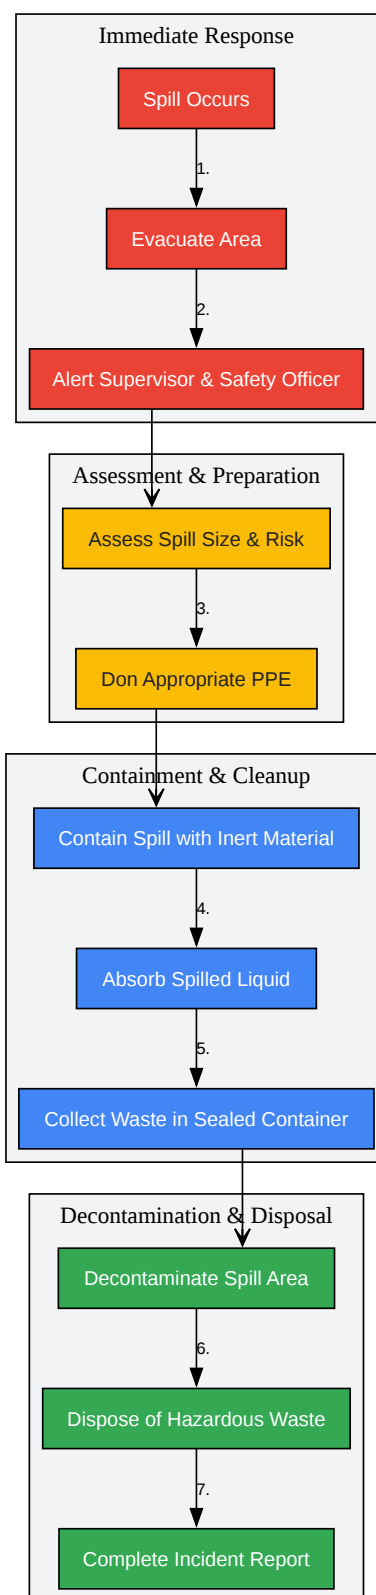 Immediate Response
Spill Occurs
1.
Evacuate Area
2.
Alert Supervisor & Safety Officer
Assessment & Preparation
Assess Spill Size & Risk
3.
Don Appropriate PPE
Containment & Cleanup
Contain Spill with Inert Material
4.
Absorb Spilled Liquid
5.
Collect Waste in Sealed Container
Decontamination & Disposal
Decontaminate Spill Area
6.
Dispose of Hazardous Waste
7.
Complete Incident Report